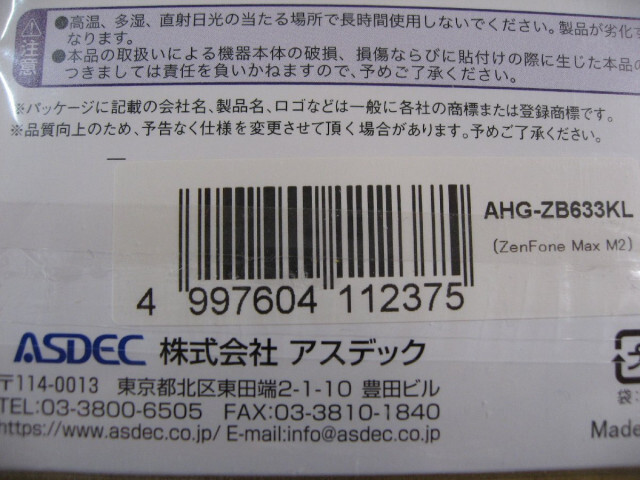 注意
●高温、多湿、直射日光の当たる場所で長時間使用しないでください。製品が劣化す
なります。
●本品の取扱いによる機器本体の破損、損傷ならびに貼付けの際に生じた本品の
つきましては責任を負いかねますので、予めご了承ください。
※パッケージに記載の会社名、製品名、ロゴなどは一般に各社の商標または登録商標です。
※品質向上のため、予告なく仕様を変更させて頂く場合があります。予めご了承ください。
AHG-ZB633KL
(ZenFone Max M2)
4 997604 112375
ASDEC 株式会社 アスデック
〒114-0013 東京都北区東田端2-1-10 豊田ビル
TEL:03-3800-6505 FAX:03-3810-1840
https://www.asdec.co.jp/ E-mail:info@asdec.co.jp
プ
袋:
Made